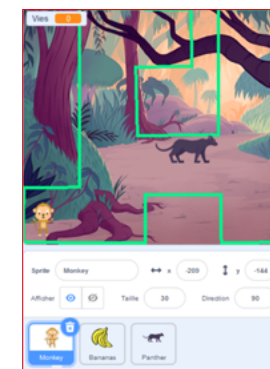 Vies 0
Sprite Monkey x -209 y -144
Afficher Taille 30 Direction 90
Monkey Bananas Panther